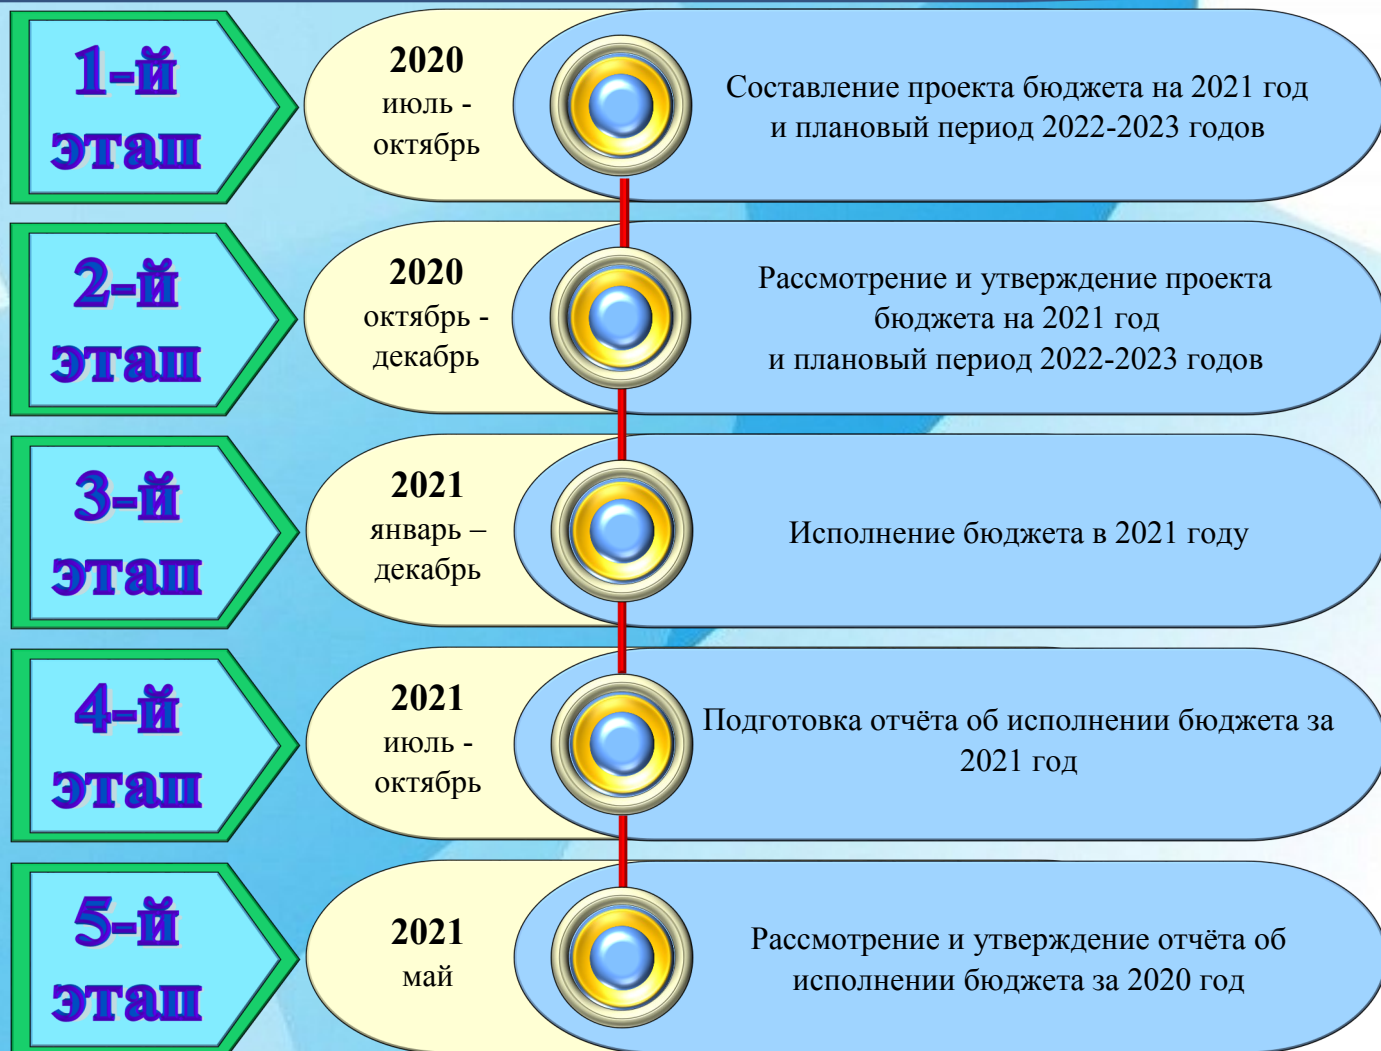 1-й
этап
2020
июль -
октябрь
Составление проекта бюджета на 2021 год
и плановый период 2022-2023 годов
2-й
этап
2020
октябрь -
декабрь
Рассмотрение и утверждение проекта
бюджета на 2021 год
и плановый период 2022-2023 годов
3-й
этап
2021
январь –
декабрь
Исполнение бюджета в 2021 году
4-й
этап
2021
июль -
октябрь
Подготовка отчёта об исполнении бюджета за
2021 год
5-й
этап
2021
май
Рассмотрение и утверждение отчёта об
исполнении бюджета за 2020 год